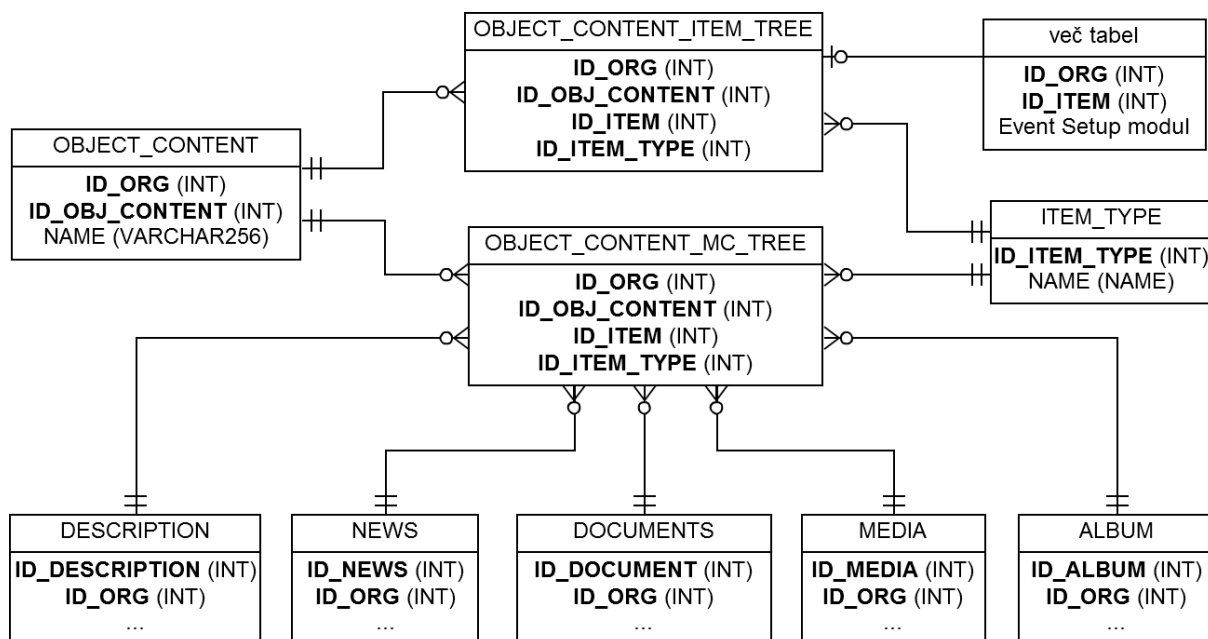 OBJECT_CONTENT_ITEM_TREE
ID_ORG (INT)
ID_OBJ_CONTENT (INT)
ID_ITEM (INT)
ID_ITEM_TYPE (INT)
več tabel
ID_ORG (INT)
ID_ITEM (INT)
Event Setup modul
OBJECT_CONTENT
ID_ORG (INT)
ID_OBJ_CONTENT (INT)
NAME (VARCHAR256)
ITEM_TYPE
ID_ITEM_TYPE (INT)
NAME (NAME)
OBJECT_CONTENT_MC_TREE
ID_ORG (INT)
ID_OBJ_CONTENT (INT)
ID_ITEM (INT)
ID_ITEM_TYPE (INT)
DESCRIPTION
ID_DESCRIPTION (INT)
ID_ORG (INT)
...
NEWS
ID_NEWS (INT)
ID_ORG (INT)
...
DOCUMENTS
ID_DOCUMENT (INT)
ID_ORG (INT)
...
MEDIA
ID_MEDIA (INT)
ID_ORG (INT)
...
ALBUM
ID_ALBUM (INT)
ID_ORG (INT)
...